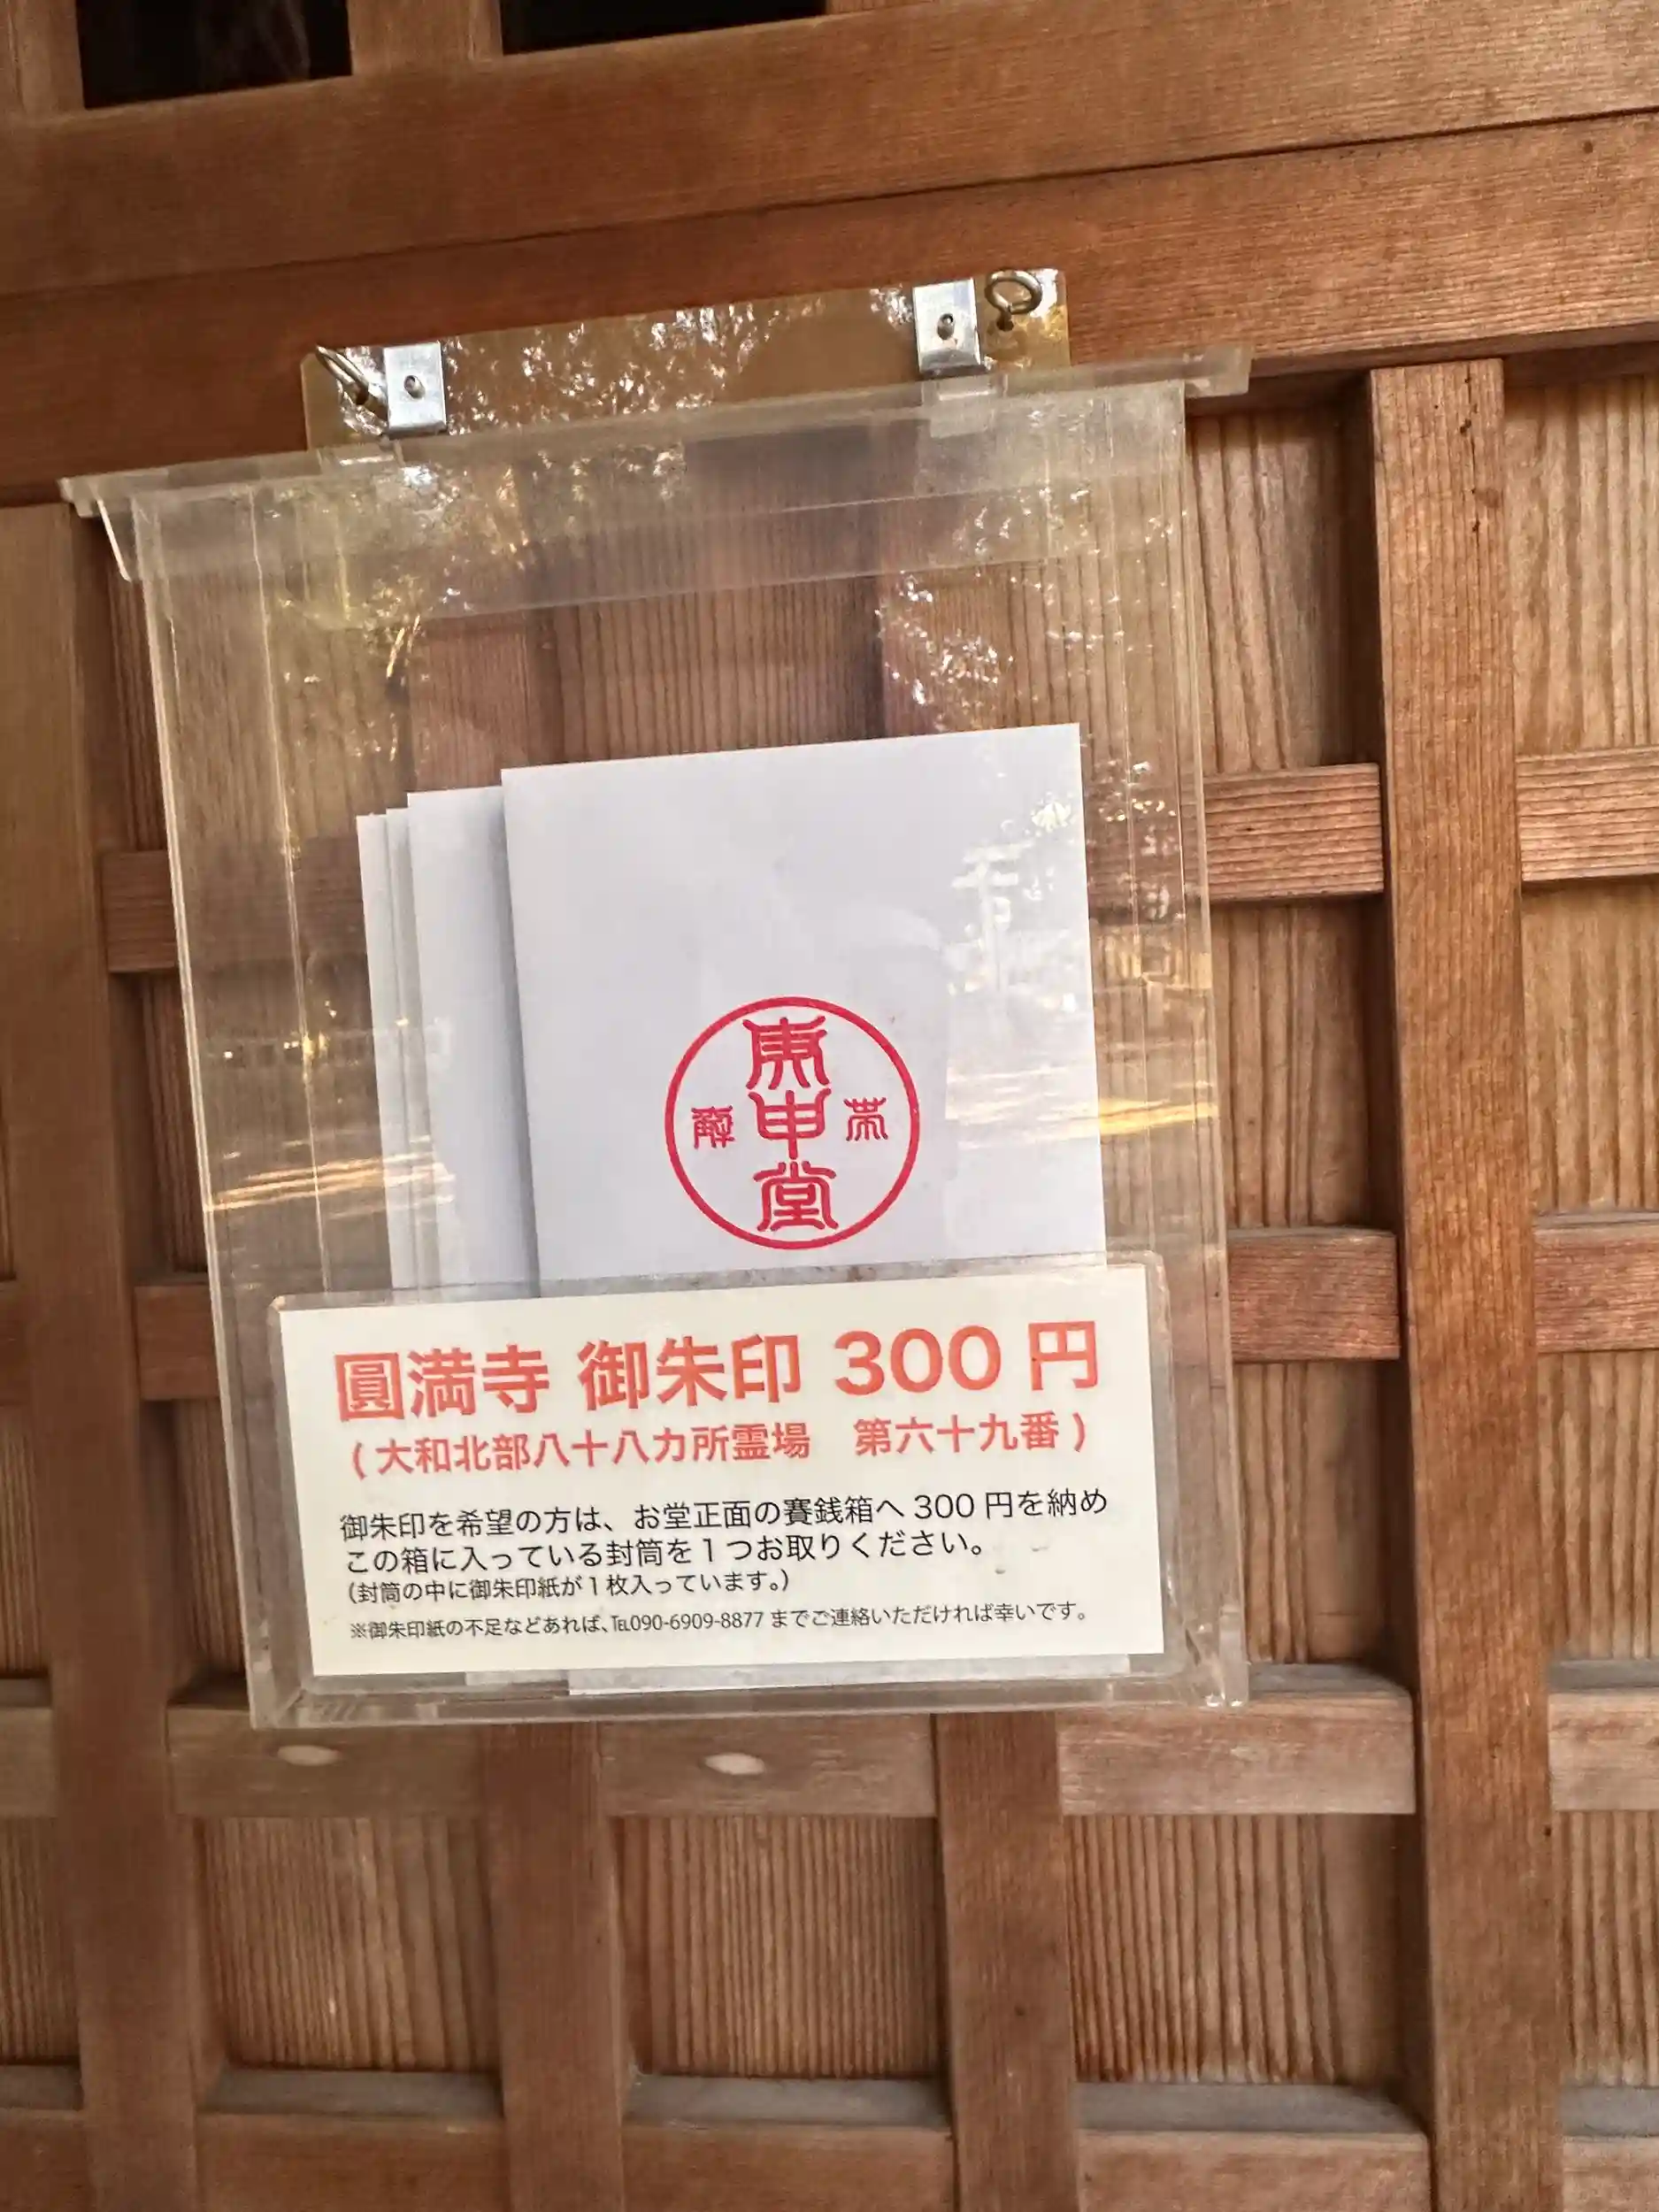 庚申堂
帯解
圓満寺 御朱印 300 円
(大和北部八十八カ所霊場 第六十九番)
御朱印を希望の方は、お堂正面の賽銭箱へ 300 円を納め
この箱に入っている封筒を1つお取りください。
(封筒の中に御朱印紙が1枚入っています。)
※御朱印紙の不足などあれば、℡090-6909-8877 までご連絡いただければ幸いです。